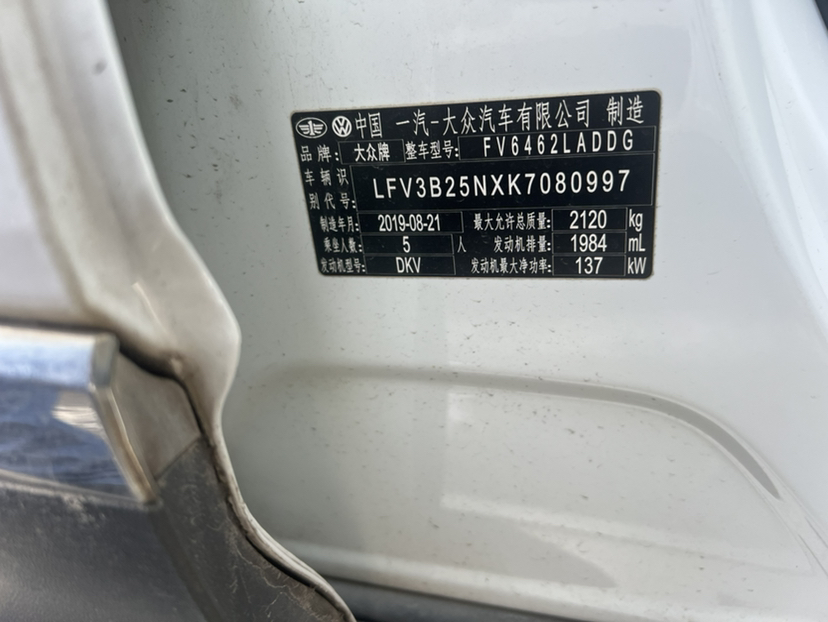 中国 一汽-大众汽车有限公司 制造
品牌: 大众牌 整车型号: FV6462LADDG
车辆识别代号: LFV3B25NXK7080997
制造年月: 2019-08-21 最大允许总质量: 2120 kg
乘坐人数: 5 人 发动机排量: 1984 mL
发动机型号: DKV 发动机最大净功率: 137 kW